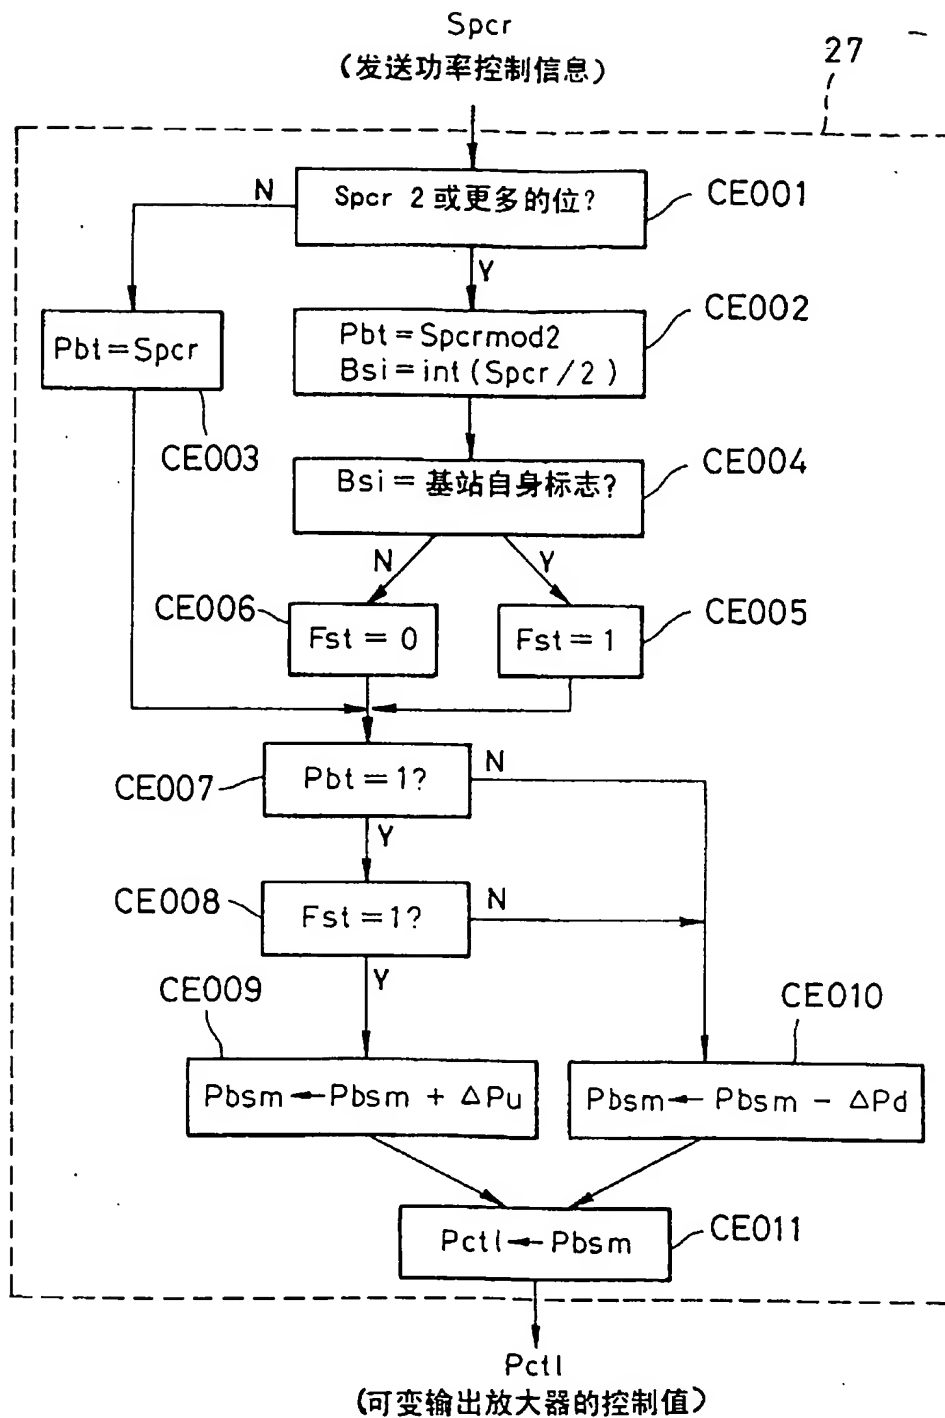 Spcr
(发送功率控制信息)
27
Spcr 2或更多的位?
CE001
N
Y
Pbt=Spcrmod2
Bsi=int(Spcr/2)
CE002
Pbt=Spcr
CE003
Bsi=基站自身标志?
CE004
N
Y
CE006
Fst = 0
Fst = 1
CE005
Pbt=1?
N
CE007
Y
CE008
Fst=1?
N
Y
CE009
CE010
Pbsm←Pbsm + ΔPu
Pbsm← Pbsm - ΔPd
Pctl←Pbsm
CE011
Pctl
(可变输出放大器的控制值)